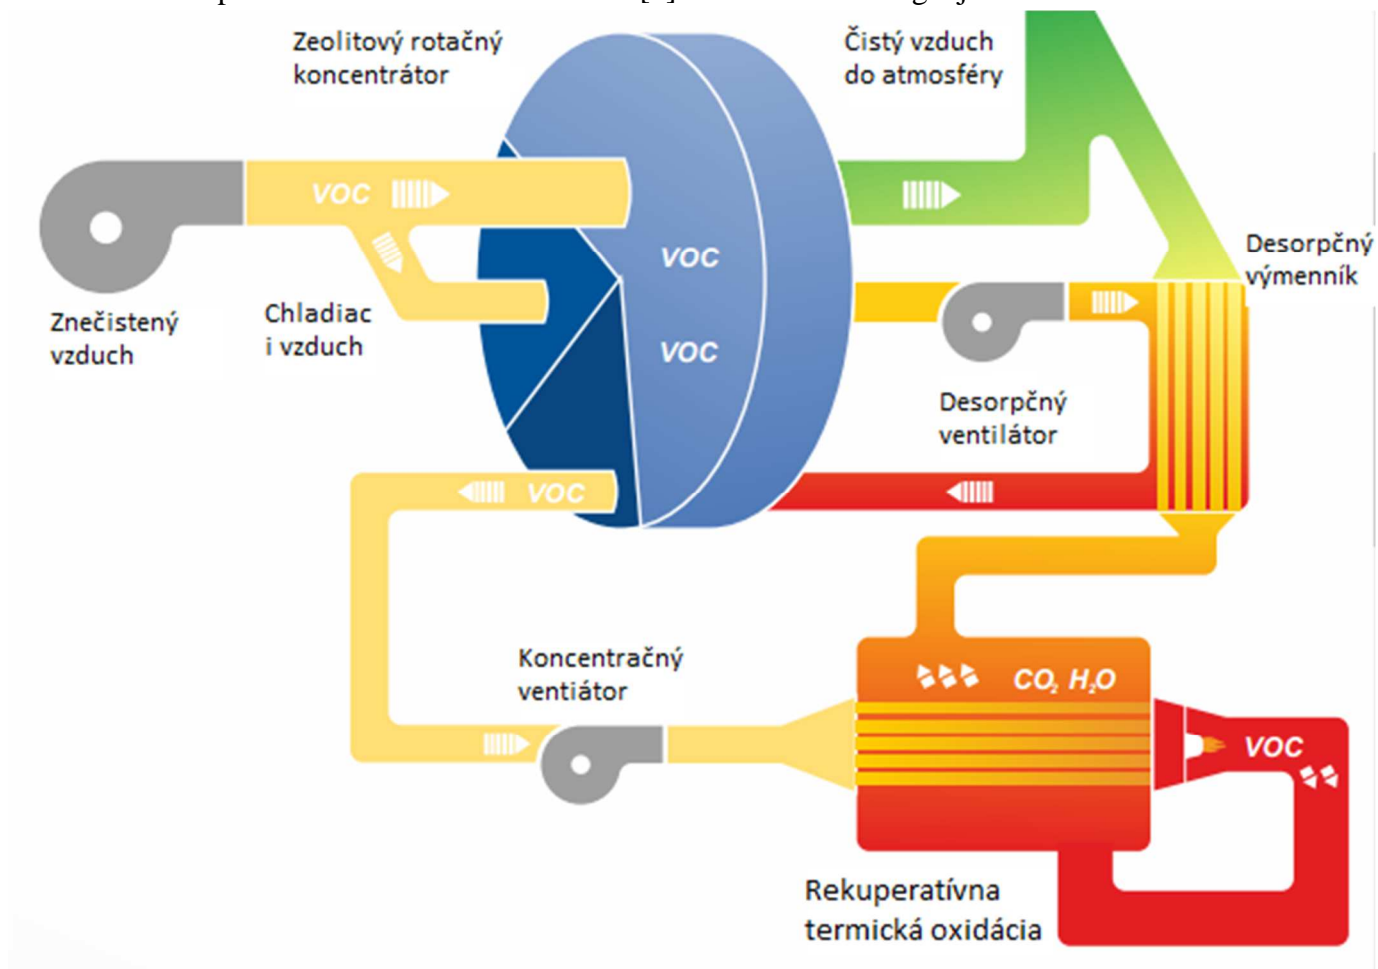 Zeolitový rotačný
koncentrátor
Čistý vzduch
do atmosféry
VOC
Znečistený
vzduch
Chladiac
i vzduch
VOC
VOC
Desorpčný
výmenník
Desorpčný
ventilátor
VOC
Koncentračný
ventiátor
CO₂ H₂O
VOC
Rekuperatívna
termická oxidácia